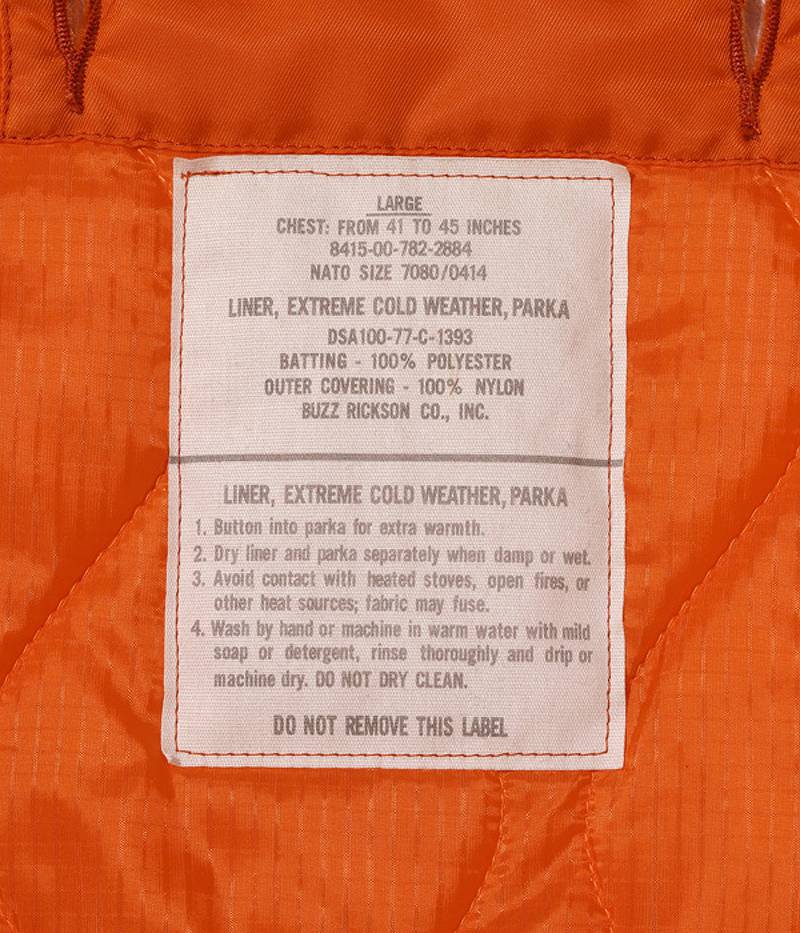 LARGE
CHEST: FROM 41 TO 45 INCHES
8415-00-782-2884
NATO SIZE 7080/0414
LINER, EXTREME COLD WEATHER, PARKA
DSA100-77-C-1393
BATTING - 100% POLYESTER
OUTER COVERING - 100% NYLON
BUZZ RICKSON CO., INC.
LINER, EXTREME COLD WEATHER, PARKA
1. Button into parka for extra warmth.
2. Dry liner and parka separately when damp or wet.
3. Avoid contact with heated stoves, open fires, or
other heat sources; fabric may fuse.
4. Wash by hand or machine in warm water with mild
soap or detergent, rinse thoroughly and drip or
machine dry. DO NOT DRY CLEAN.
DO NOT REMOVE THIS LABEL